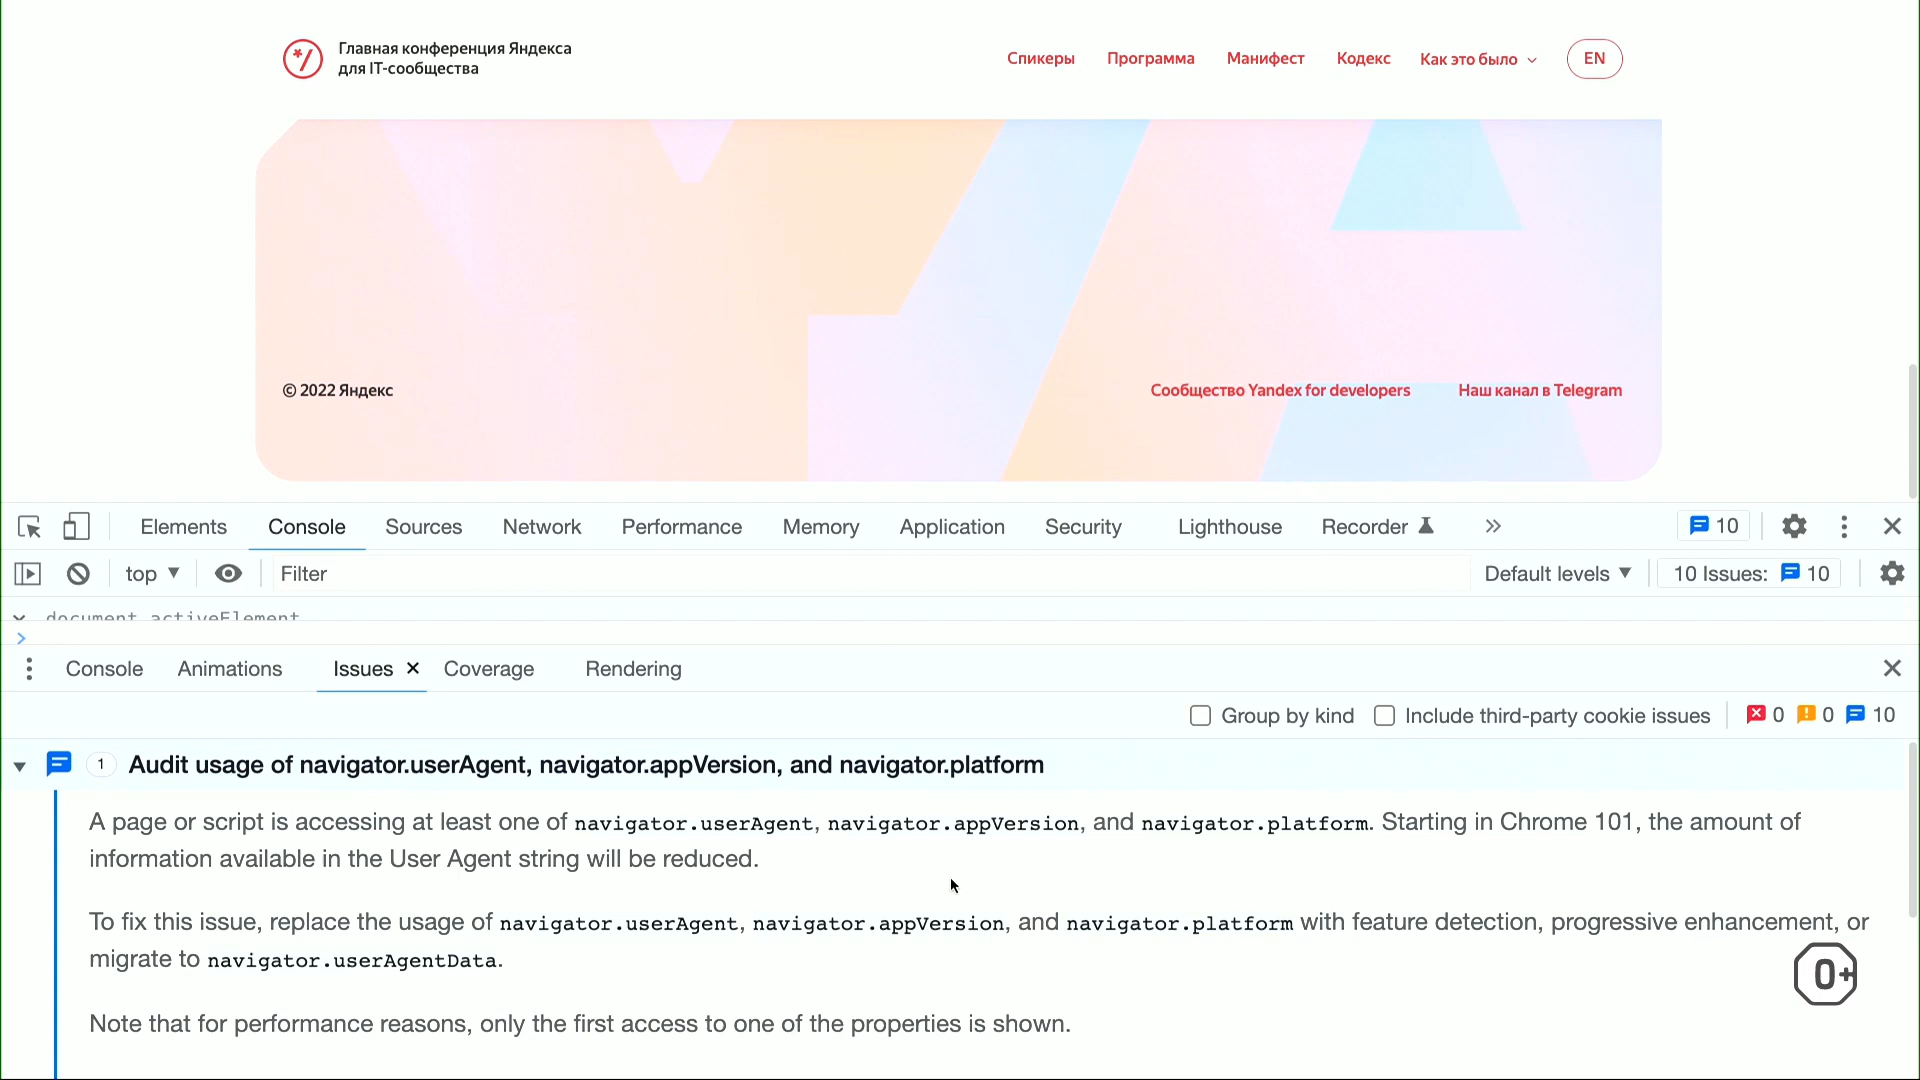 Главная конференция Яндекса
для IT-сообщества
Спикеры Программа Манифест Кодекс Как это было EN
© 2022 Яндекс
Сообщество Yandex for developers Наш канал в Telegram
Elements Console Sources Network Performance Memory Application Security Lighthouse Recorder 10
top Filter Default levels 10 Issues: 10
document activeElement
Console Animations Issues Coverage Rendering
Group by kind Include third-party cookie issues 0 0 10
1 Audit usage of navigator.userAgent, navigator.appVersion, and navigator.platform
A page or script is accessing at least one of navigator.userAgent, navigator.appVersion, and navigator.platform. Starting in Chrome 101, the amount of
information available in the User Agent string will be reduced.
To fix this issue, replace the usage of navigator.userAgent, navigator.appVersion, and navigator.platform with feature detection, progressive enhancement, or
migrate to navigator.userAgentData.
0+
Note that for performance reasons, only the first access to one of the properties is shown.